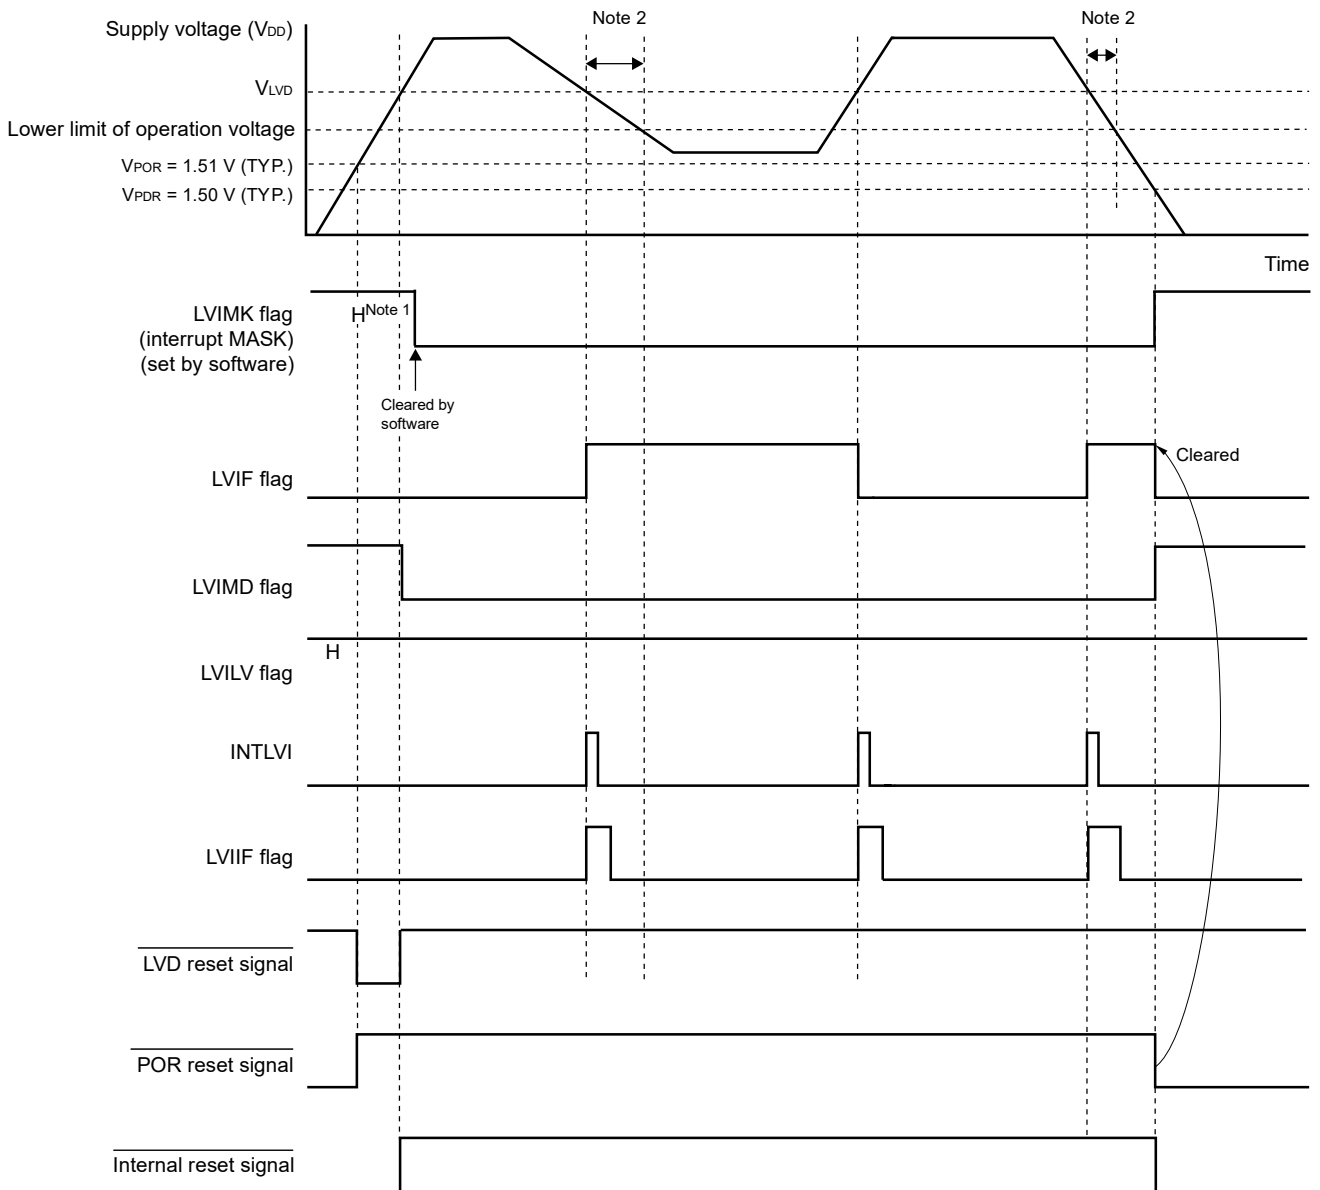 Note 2
Note 2
Supply voltage (VDD)
VLVD
Lower limit of operation voltage
VPOR = 1.51 V (TYP.)
VPDR = 1.50 V (TYP.)
Time
LVIMK flag
(interrupt MASK)
(set by software)
H Note 1
Cleared by
software
LVIF flag
Cleared
LVIMD flag
H
LVILV flag
INTLVI
LVIIF flag
LVD reset signal
POR reset signal
Internal reset signal